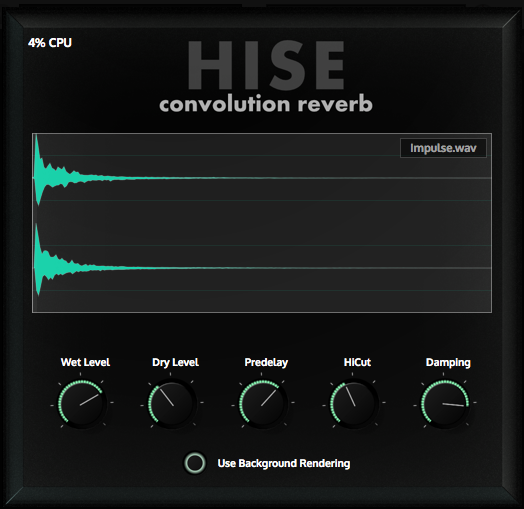 4% CPU
HISE
convolution reverb
Impulse.wav
Wet Level Dry Level Predelay HiCut Damping
Use Background Rendering